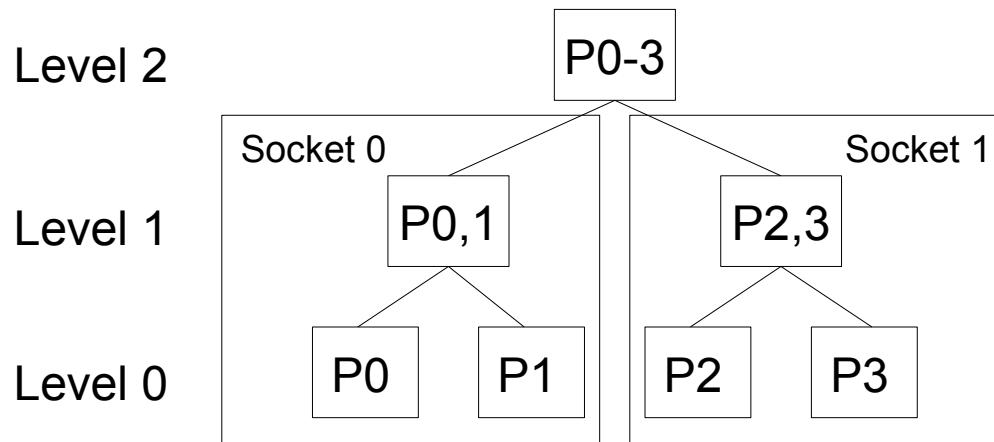 Level 2
P0-3
Socket 0
Socket 1
Level 1
P0,1
P2,3
Level 0
P0
P1
P2
P3